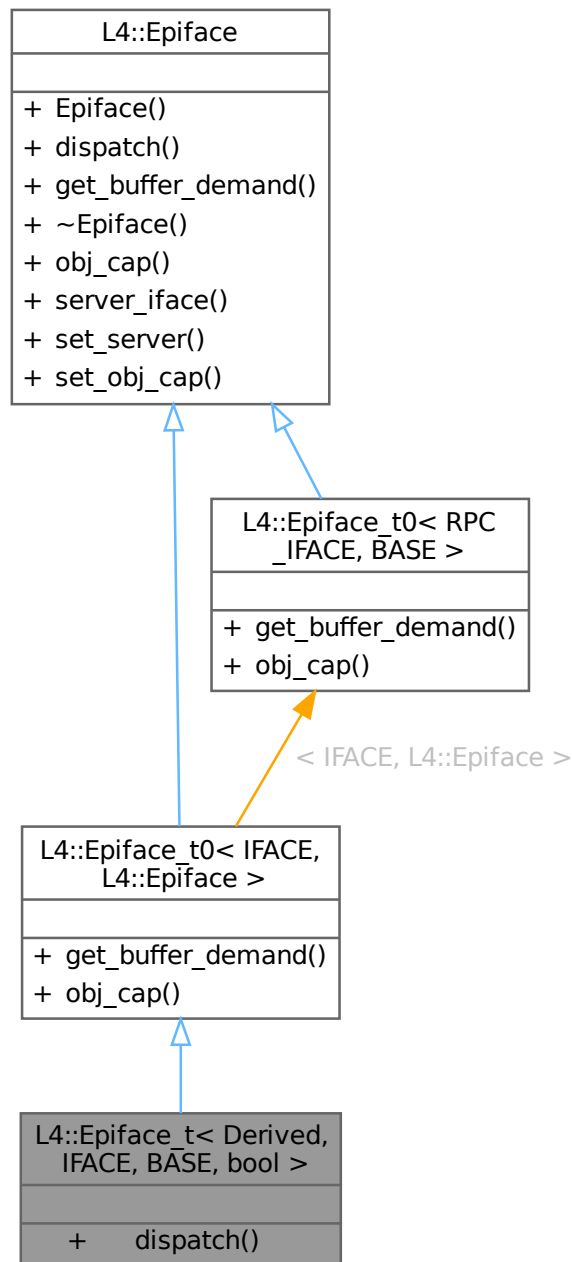 L4::Epiface
+ Epiface()
+ dispatch()
+ get_buffer_demand()
+ ~Epiface()
+ obj_cap()
+ server_iface()
+ set_server()
+ set_obj_cap()
L4::Epiface_t0< RPC
_IFACE, BASE >
+ get_buffer_demand()
+ obj_cap()
< IFACE, L4::Epiface >
L4::Epiface_t0< IFACE,
L4::Epiface >
+ get_buffer_demand()
+ obj_cap()
L4::Epiface_t< Derived,
IFACE, BASE, bool >
+ dispatch()